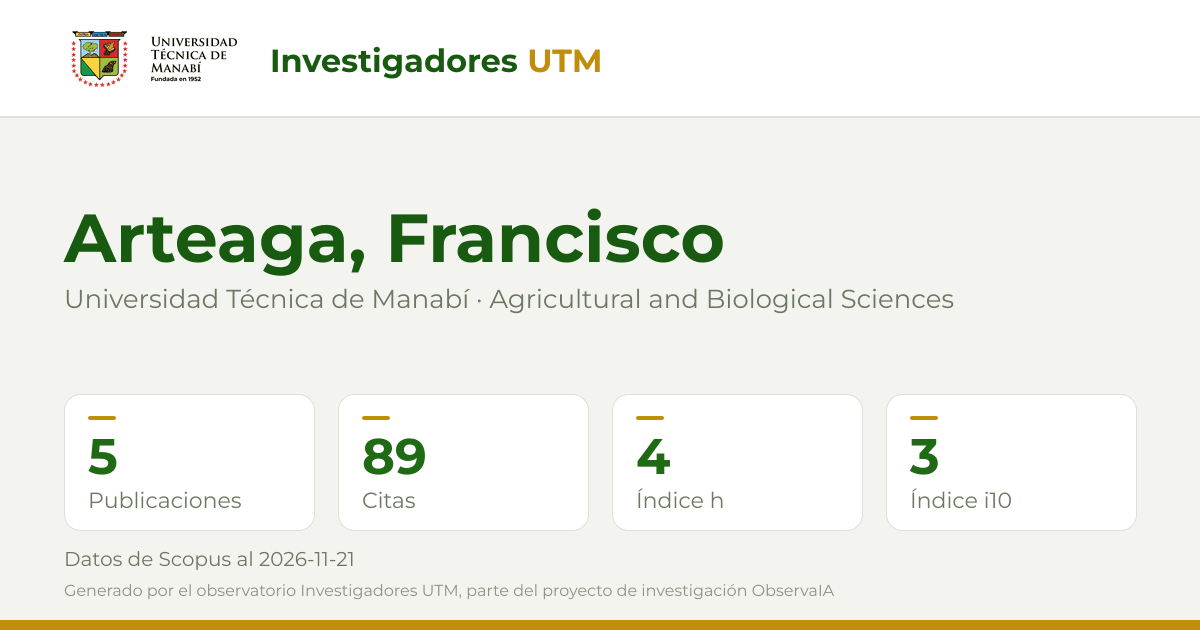 UNIVERSIDAD
TÉCNICA DE
MANABÍ
Fundada en 1952
Investigadores UTM
Arteaga, Francisco
Universidad Técnica de Manabí · Agricultural and Biological Sciences
5
Publicaciones
89
Citas
4
Índice h
3
Índice i10
Datos de Scopus al 2026-11-21
Generado por el observatorio Investigadores UTM, parte del proyecto de investigación ObservaIA